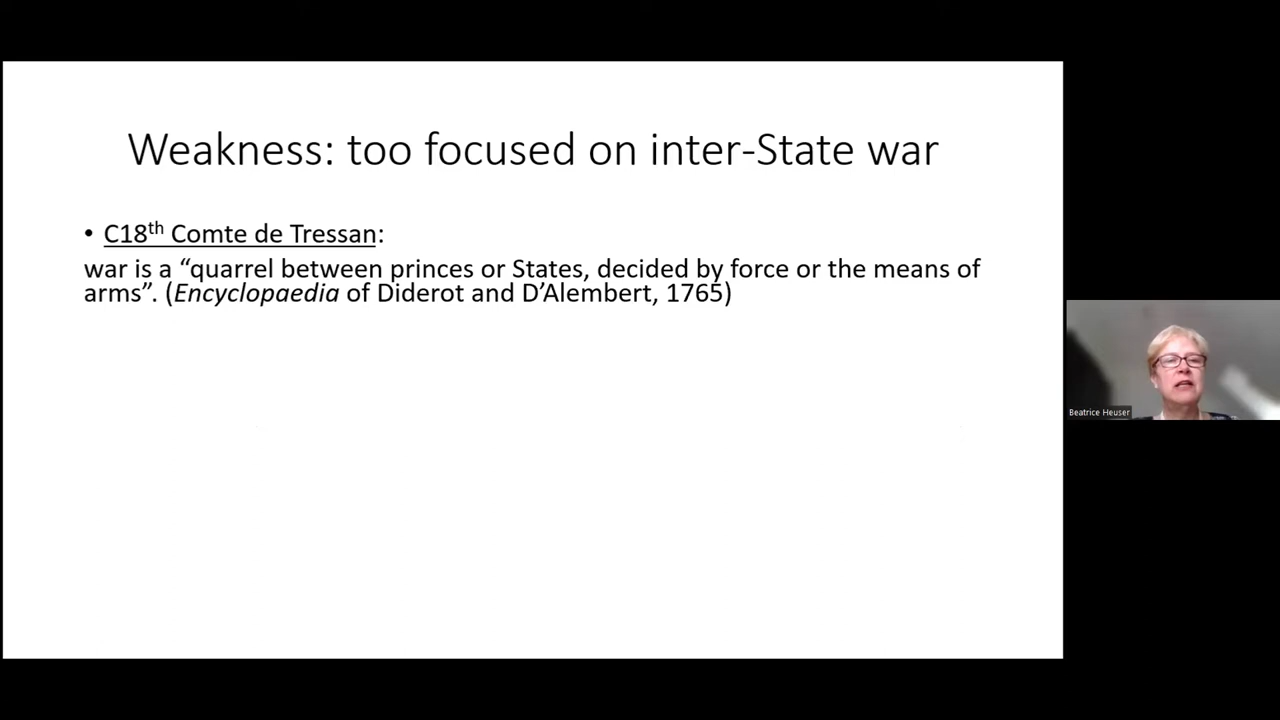 Weakness: too focused on inter-State war
• C18th Comte de Tressan:
war is a “quarrel between princes or States, decided by force or the means of
arms”. (Encyclopaedia of Diderot and D’Alembert, 1765)
Beatrice Heuser